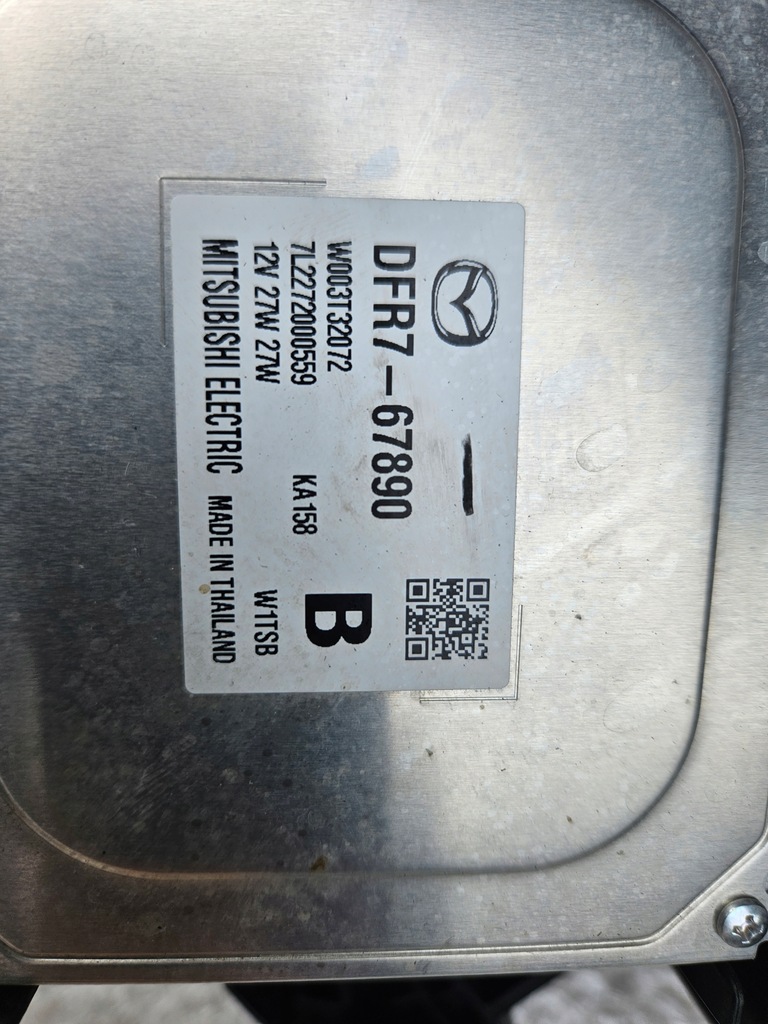 DFR7-67890
W003T32072
7L2272000559 KA158
B
12V 27W 27W W1TSB
MITSUBISHI ELECTRIC MADE IN THAILAND